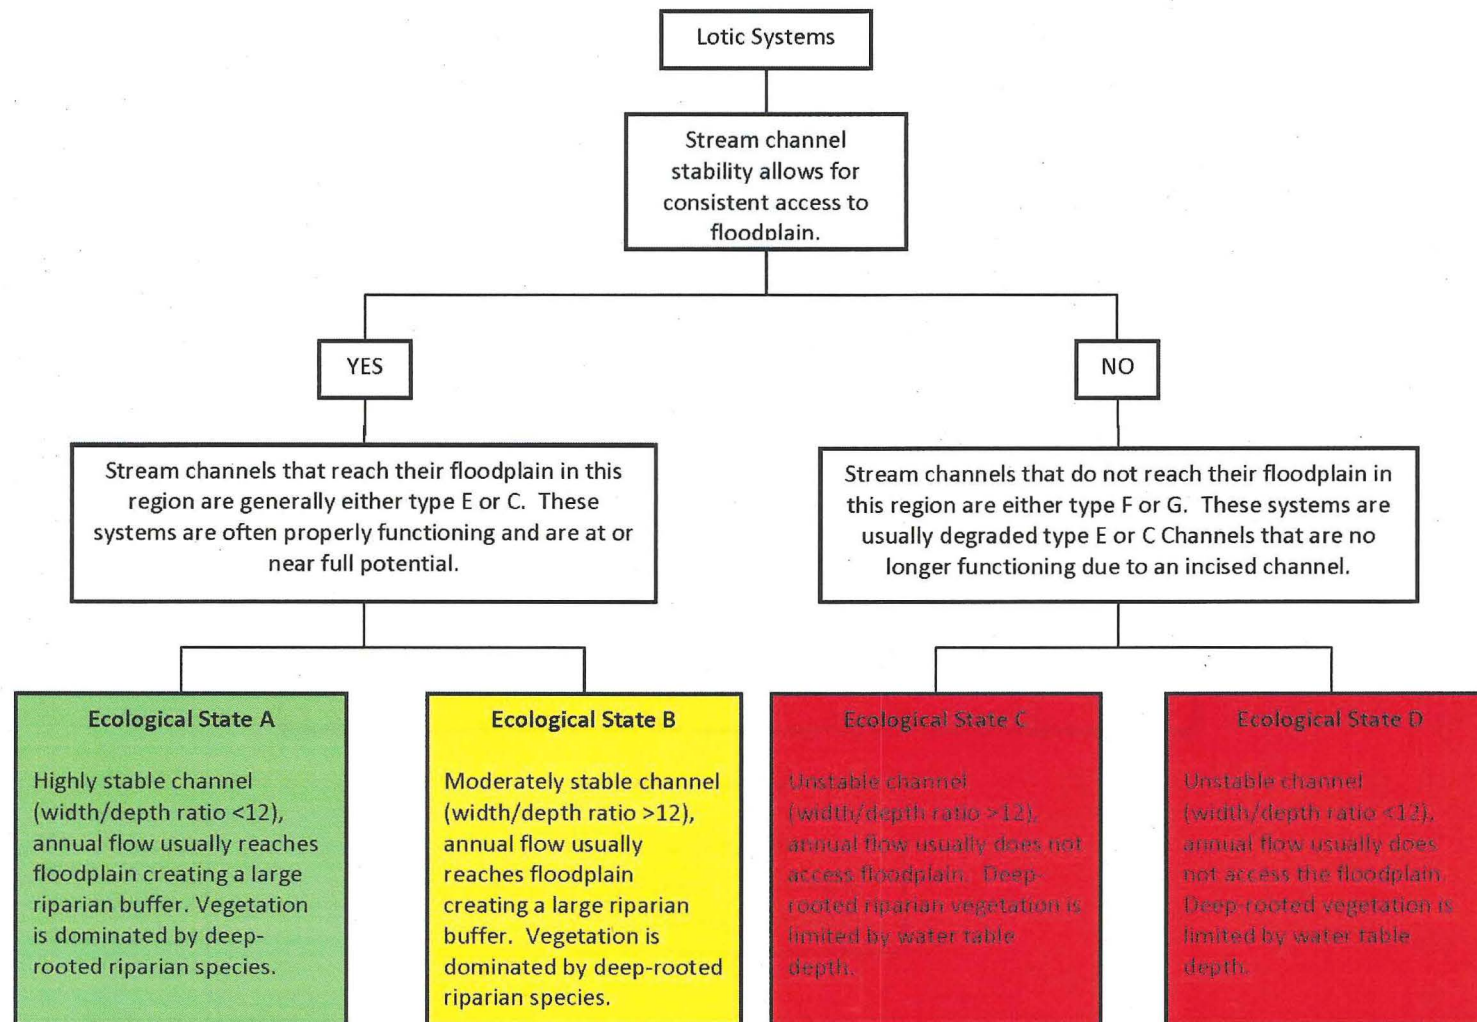 Lotic Systems
Stream channel
stability allows for
consistent access to
floodplain.
YES
NO
Stream channels that reach their floodplain in this
region are generally either type E or C.  These
systems are often properly functioning and are at or
near full potential.
Stream channels that do not reach their floodplain in
this region are either type F or G.  These systems are
usually degraded type E or C Channels that are no
longer functioning due to an incised channel.
Ecological State A
Highly stable channel
(width/depth ratio <12),
annual flow usually reaches
floodplain creating a large
riparian buffer. Vegetation
is dominated by deep-
rooted riparian species.
Ecological State B
Moderately stable channel
(width/depth ratio >12),
annual flow usually
reaches floodplain
creating a large riparian
buffer.  Vegetation is
dominated by deep-rooted
riparian species.
Ecological State C
Unstable channel
(width/depth ratio >12),
annual flow usually does not
access floodplain.  Deep-
rooted riparian vegetation is
limited by water table
depth.
Ecological State D
Unstable channel
(width/depth ratio <12),
annual flow usually does
not access the floodplain.
Deep-rooted vegetation is
limited by water table
depth.